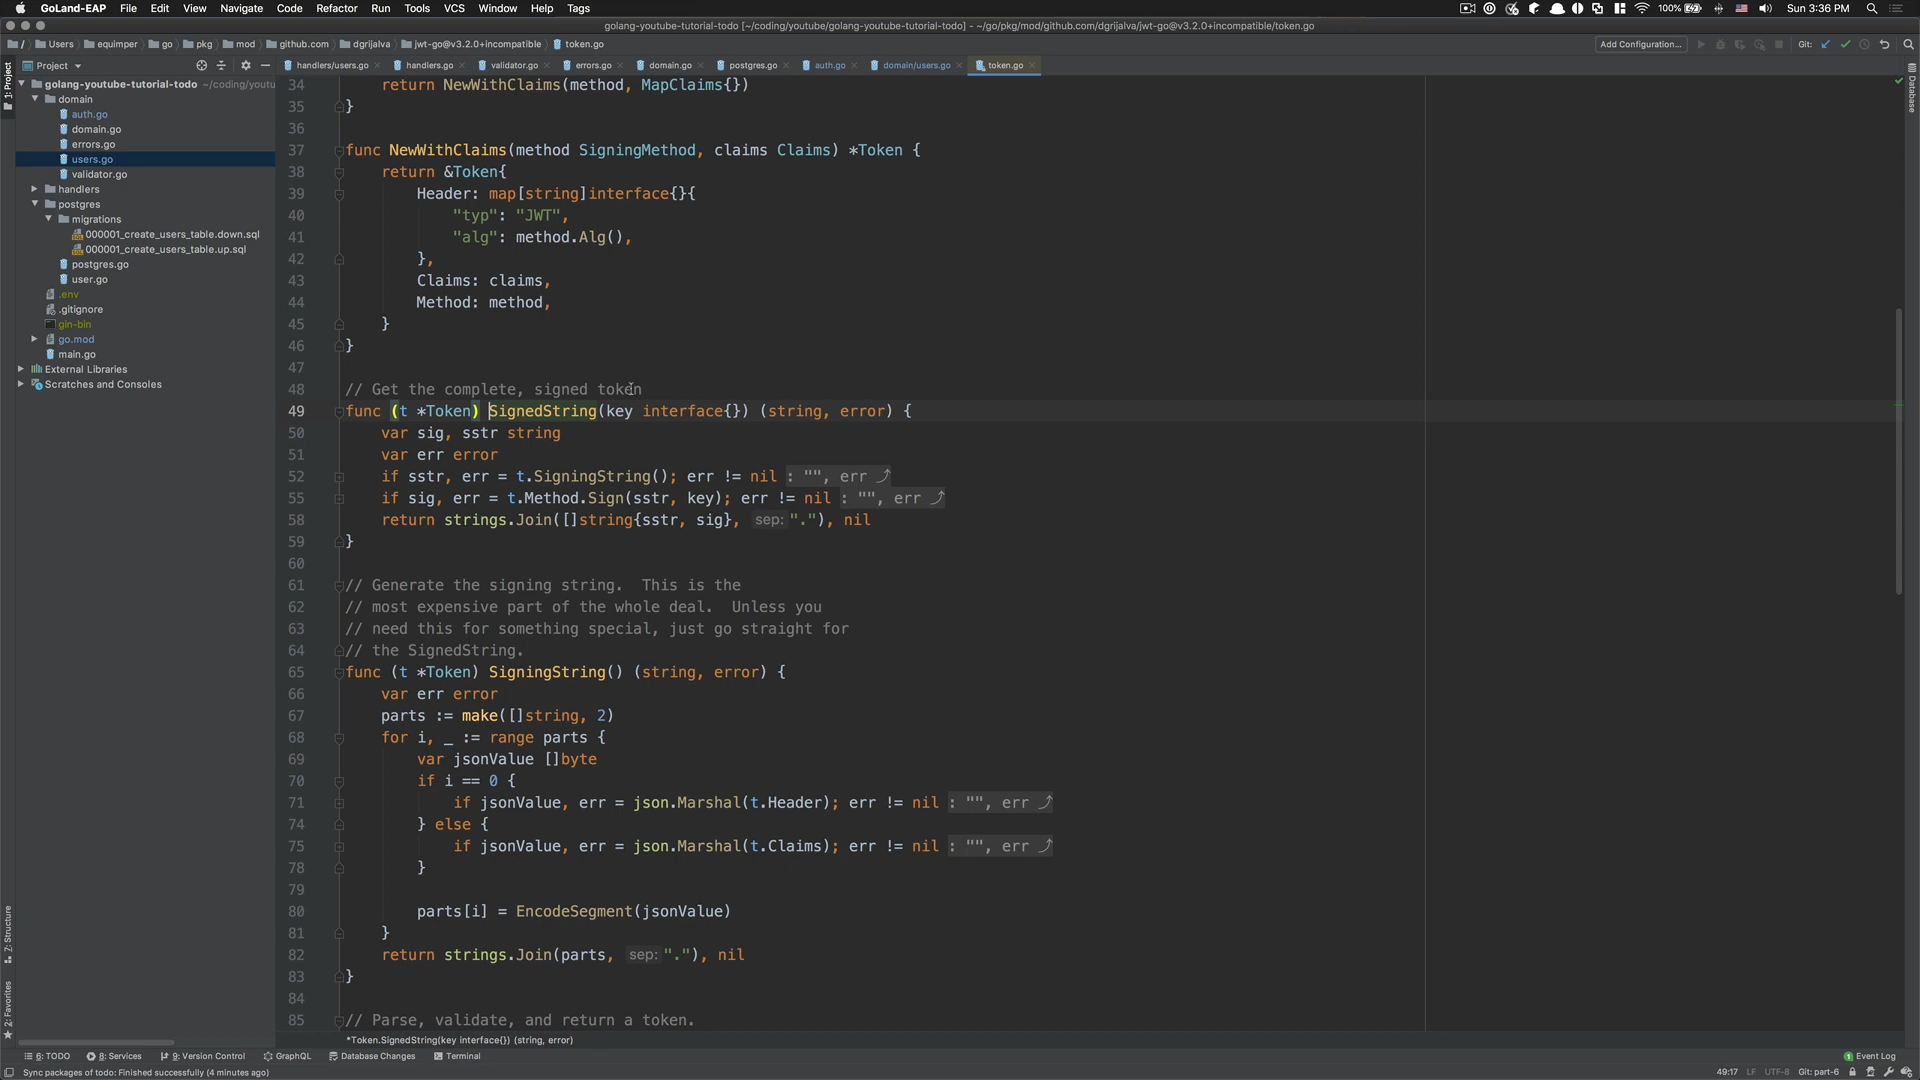 GoLand-EAP File Edit View Navigate Code Refactor Run Tools VCS Window Help Tags 100% Sun 3:36 PM
golang-youtube-tutorial-todo [~/coding/youtube/golang-youtube-tutorial-todo] - ~/go/pkg/mod/github.com/dgrijalva/jwt-go@v3.2.0+incompatible/token.go
/ Users equimper go pkg mod github.com dgrijalva jwt-go@v3.2.0+incompatible token.go Add Configuration... Git:
Project handlers/users.go handlers.go validator.go errors.go domain.go postgres.go auth.go domain/users.go token.go
1: Project
Database
golang-youtube-tutorial-todo ~/coding/youtu
domain
auth.go
domain.go
errors.go
users.go
validator.go
handlers
postgres
migrations
000001_create_users_table.down.sql
000001_create_users_table.up.sql
postgres.go
user.go
.env
.gitignore
gin-bin
go.mod
main.go
External Libraries
Scratches and Consoles
7: Structure
2: Favorites
34 return NewWithClaims(method, MapClaims{})
35 }
36
37 func NewWithClaims(method SigningMethod, claims Claims) *Token {
38 return &Token{
39 Header: map[string]interface{}{
40 "typ": "JWT",
41 "alg": method.Alg(),
42 },
43 Claims: claims,
44 Method: method,
45 }
46 }
47
48 // Get the complete, signed token
49 func (t *Token) SignedString(key interface{}) (string, error) {
50 var sig, sstr string
51 var err error
52 if sstr, err = t.SigningString(); err != nil : "", err
55 if sig, err = t.Method.Sign(sstr, key); err != nil : "", err
58 return strings.Join([]string{sstr, sig}, sep: "."), nil
59 }
60
61 // Generate the signing string.  This is the
62 // most expensive part of the whole deal.  Unless you
63 // need this for something special, just go straight for
64 // the SignedString.
65 func (t *Token) SigningString() (string, error) {
66 var err error
67 parts := make([]string, 2)
68 for i, _ := range parts {
69 var jsonValue []byte
70 if i == 0 {
71 if jsonValue, err = json.Marshal(t.Header); err != nil : "", err
74 } else {
75 if jsonValue, err = json.Marshal(t.Claims); err != nil : "", err
78 }
79
80 parts[i] = EncodeSegment(jsonValue)
81 }
82 return strings.Join(parts, sep: "."), nil
83 }
84
85 // Parse, validate, and return a token.
*Token.SignedString(key interface{}) (string, error)
6: TODO 8: Services 9: Version Control GraphQL Database Changes Terminal 1 Event Log
Sync packages of todo: Finished successfully (4 minutes ago) 49:17 LF UTF-8 Git: part-6